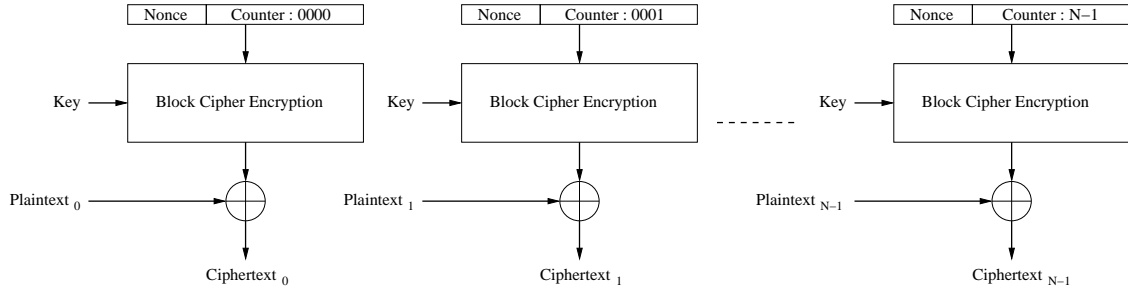 Nonce Counter : 0000 Nonce Counter : 0001 Nonce Counter : N−1
Key Block Cipher Encryption Key Block Cipher Encryption Key Block Cipher Encryption
Plaintext 0 Plaintext 1 Plaintext N−1
Ciphertext 0 Ciphertext 1 Ciphertext N−1